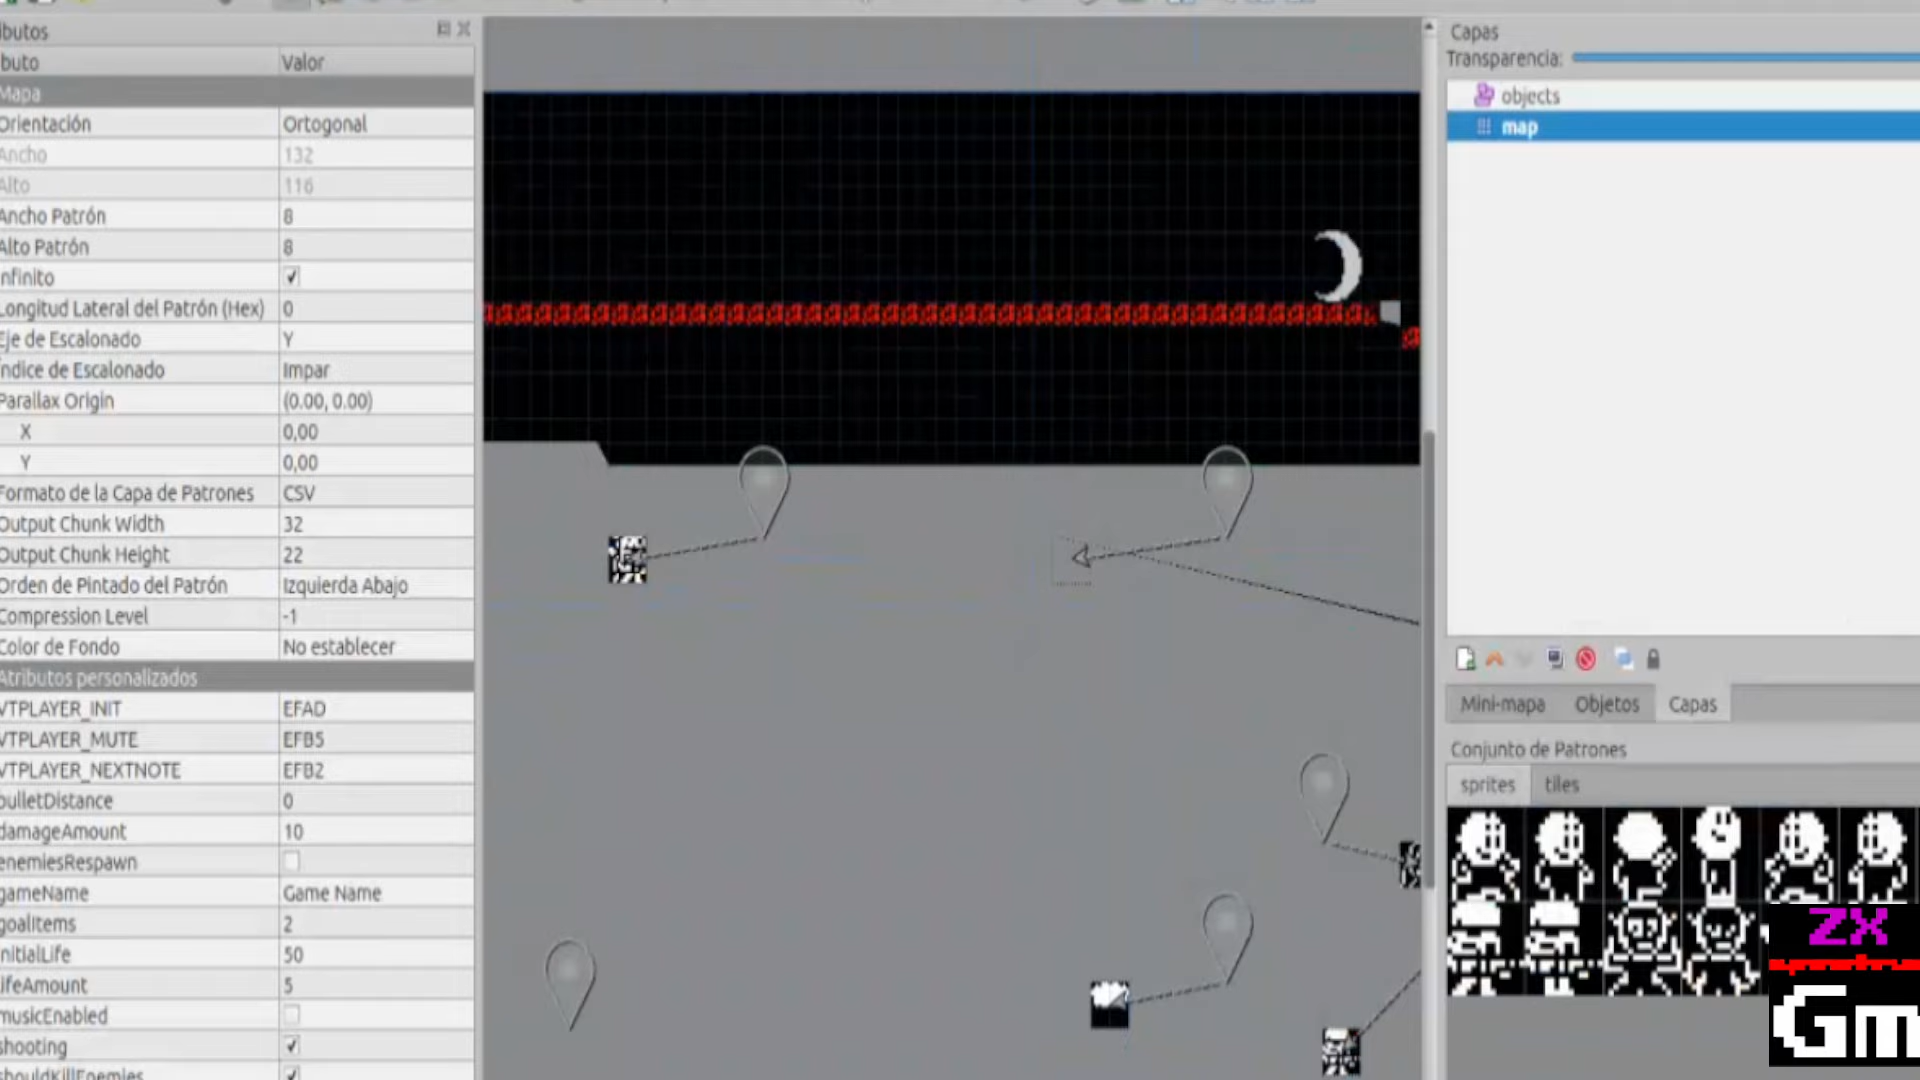 ibutos
buto
Valor
Mapa
Orientación
Ortogonal
Ancho
132
Alto
116
Ancho Patrón
8
Alto Patrón
8
nfinito
Longitud Lateral del Patrón (Hex)
0
Eje de Escalonado
Y
ndice de Escalonado
Impar
Parallax Origin
(0.00, 0.00)
X
0,00
Y
0,00
Formato de la Capa de Patrones
CSV
Output Chunk Width
32
Output Chunk Height
22
Orden de Pintado del Patrón
Izquierda Abajo
Compression Level
-1
Color de Fondo
No establecer
Atributos personalizados
VTPLAYER_INIT
EFAD
VTPLAYER_MUTE
EFB5
VTPLAYER_NEXTNOTE
EFB2
bulletDistance
0
damageAmount
10
enemiesRespawn
gameName
Game Name
goalItems
2
initialLife
50
lifeAmount
5
musicEnabled
shooting
shouldKillEnemies
Capas
Transparencia:
objects
map
Mini-mapa
Objetos
Capas
Conjunto de Patrones
sprites
tiles
ZX
Gm